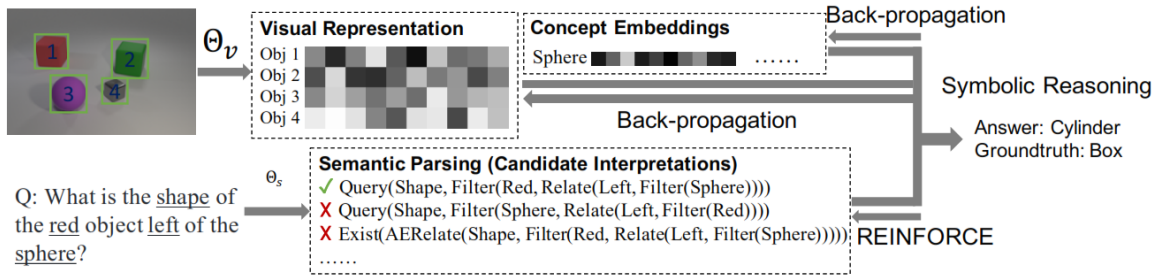 1
2
3
4
Θv
Visual Representation
Obj 1
Obj 2
Obj 3
Obj 4
Concept Embeddings
Sphere ......
Back-propagation
Back-propagation
Symbolic Reasoning
Answer: Cylinder
Groundtruth: Box
Q: What is the shape of
the red object left of the
sphere?
Θs
Semantic Parsing (Candidate Interpretations)
✓ Query(Shape, Filter(Red, Relate(Left, Filter(Sphere))))
X Query(Shape, Filter(Sphere, Relate(Left, Filter(Red))))
X Exist(AERelate(Shape, Filter(Red, Relate(Left, Filter(Sphere)))))
......
REINFORCE